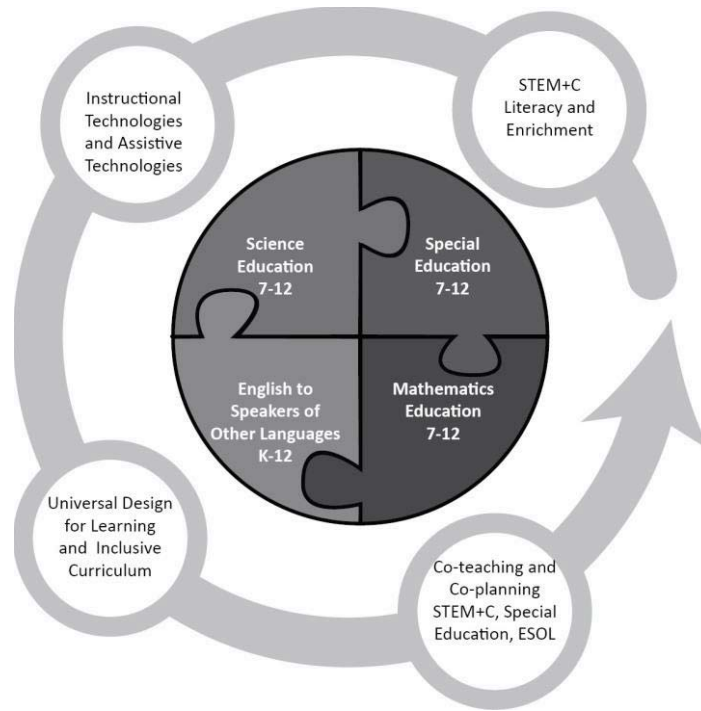 Instructional
Technologies
and Assistive
Technologies
STEM+C
Literacy and
Enrichment
Science
Education
7-12
Special
Education
7-12
English to
Speakers of
Other Languages
K-12
Mathematics
Education
7-12
Universal Design
for Learning
and Inclusive
Curriculum
Co-teaching and
Co-planning
STEM+C, Special
Education, ESOL